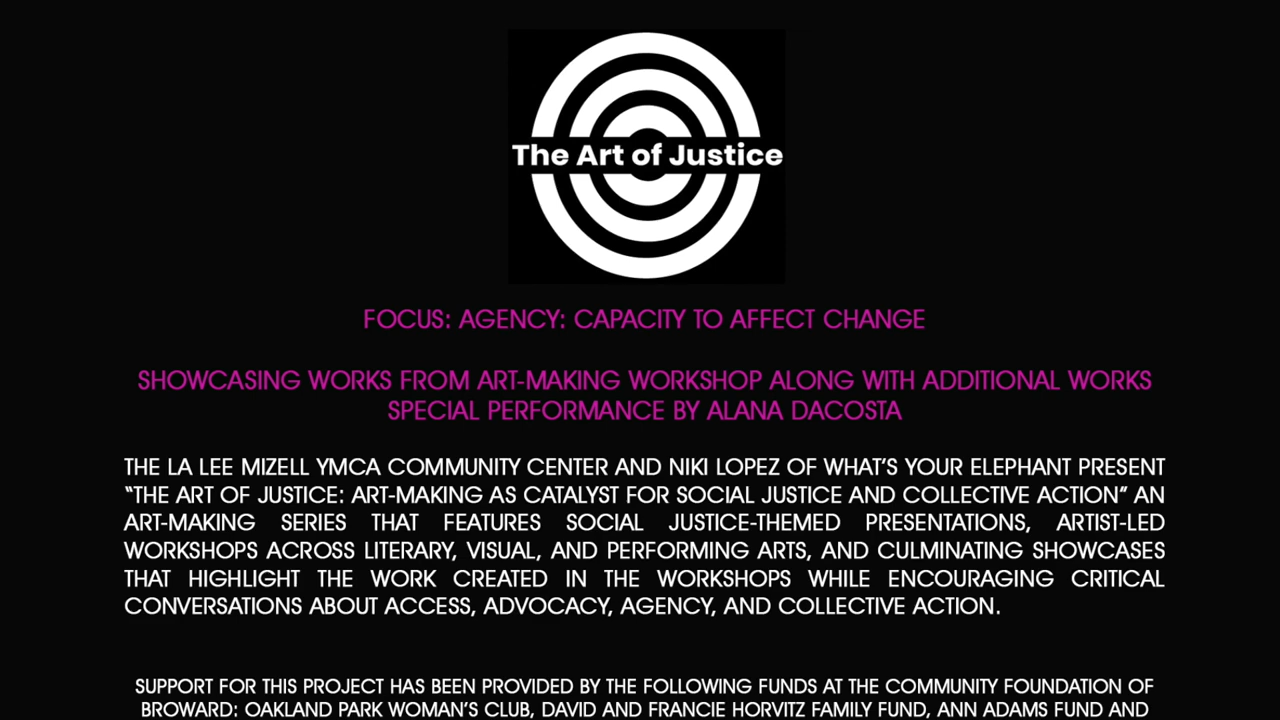 The Art of Justice
FOCUS: AGENCY: CAPACITY TO AFFECT CHANGE
SHOWCASING WORKS FROM ART-MAKING WORKSHOP ALONG WITH ADDITIONAL WORKS
SPECIAL PERFORMANCE BY ALANA DACOSTA
THE LA LEE MIZELL YMCA COMMUNITY CENTER AND NIKI LOPEZ OF WHAT'S YOUR ELEPHANT PRESENT
"THE ART OF JUSTICE: ART-MAKING AS CATALYST FOR SOCIAL JUSTICE AND COLLECTIVE ACTION" AN
ART-MAKING SERIES THAT FEATURES SOCIAL JUSTICE-THEMED PRESENTATIONS, ARTIST-LED
WORKSHOPS ACROSS LITERARY, VISUAL, AND PERFORMING ARTS, AND CULMINATING SHOWCASES
THAT HIGHLIGHT THE WORK CREATED IN THE WORKSHOPS WHILE ENCOURAGING CRITICAL
CONVERSATIONS ABOUT ACCESS, ADVOCACY, AGENCY, AND COLLECTIVE ACTION.
SUPPORT FOR THIS PROJECT HAS BEEN PROVIDED BY THE FOLLOWING FUNDS AT THE COMMUNITY FOUNDATION OF
BROWARD: OAKLAND PARK WOMAN'S CLUB, DAVID AND FRANCIE HORVITZ FAMILY FUND, ANN ADAMS FUND AND